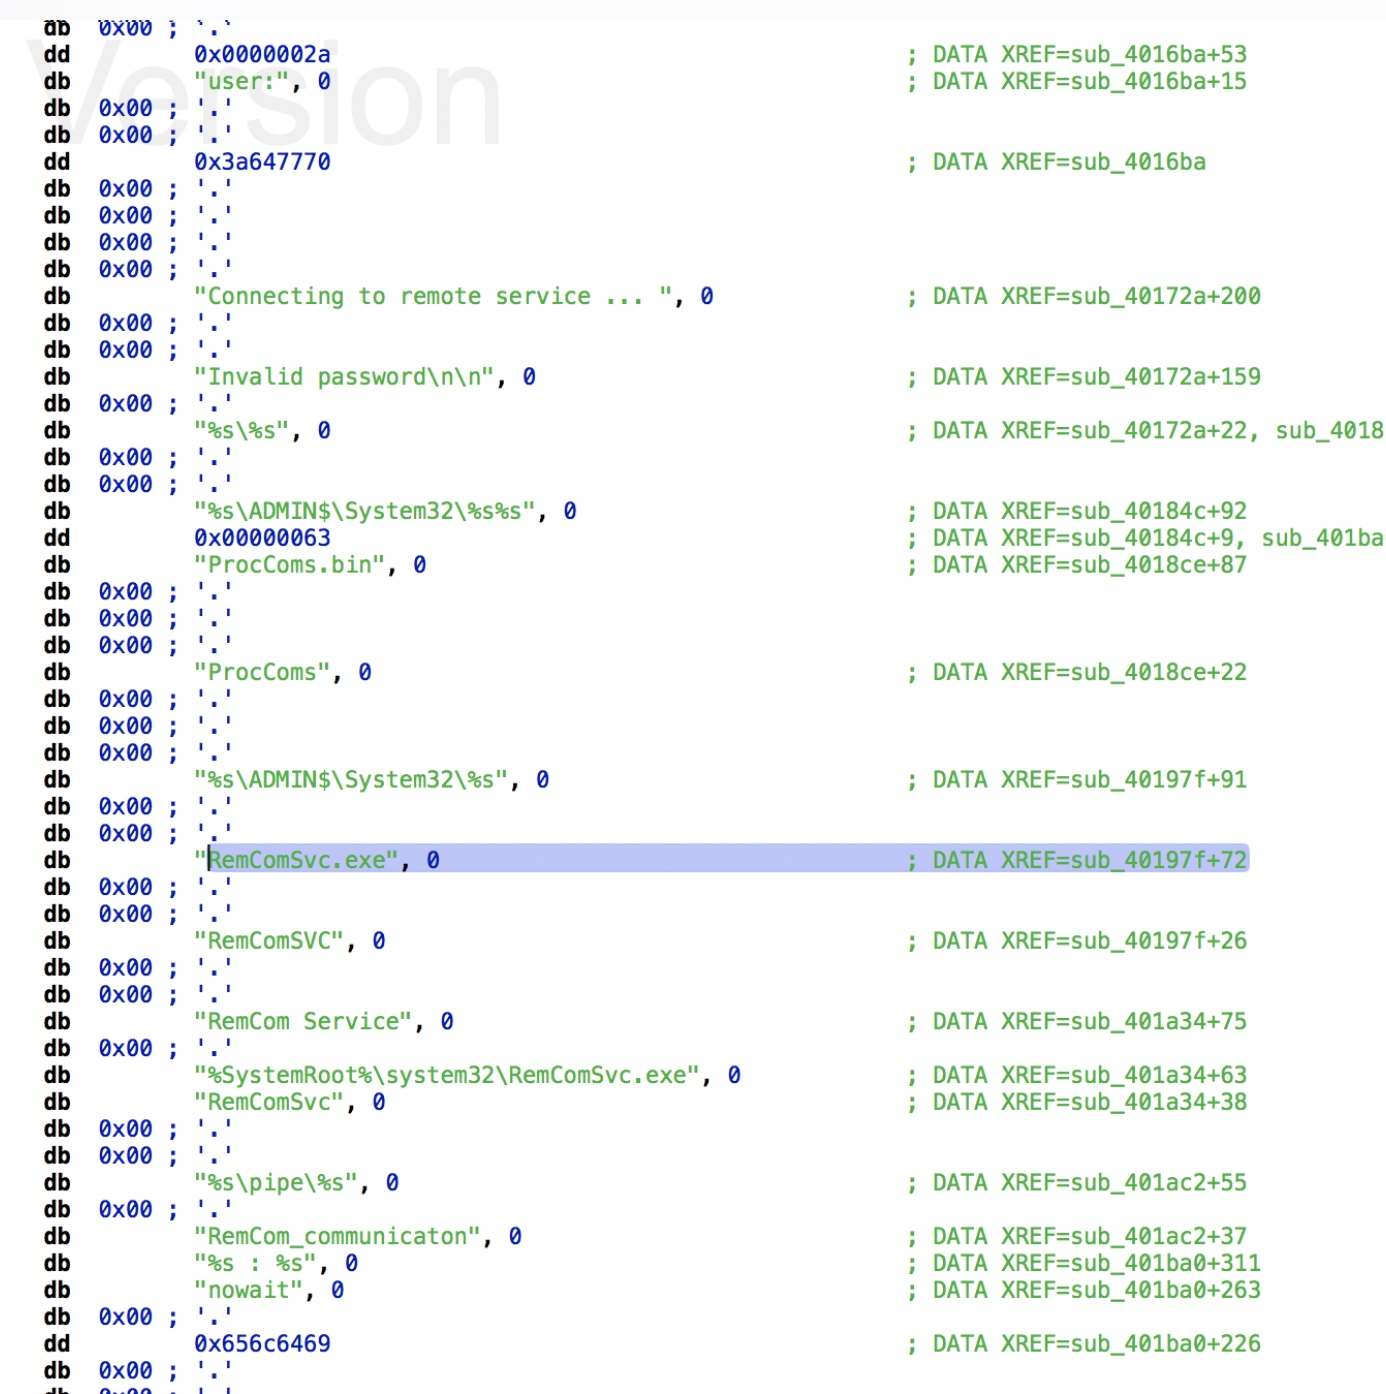 db 0x00 ; '.'
dd 0x0000002a ; DATA XREF=sub_4016ba+53
db "user:", 0 ; DATA XREF=sub_4016ba+15
Version
db 0x00 ; '.'
db 0x00 ; '.'
dd 0x3a647770 ; DATA XREF=sub_4016ba
db 0x00 ; '.'
db 0x00 ; '.'
db 0x00 ; '.'
db 0x00 ; '.'
db "Connecting to remote service ... ", 0 ; DATA XREF=sub_40172a+200
db 0x00 ; '.'
db 0x00 ; '.'
db "Invalid password\n\n", 0 ; DATA XREF=sub_40172a+159
db 0x00 ; '.'
db "%s\%s", 0 ; DATA XREF=sub_40172a+22, sub_4018
db 0x00 ; '.'
db 0x00 ; '.'
db "%s\ADMIN$\System32\%s%s", 0 ; DATA XREF=sub_40184c+92
dd 0x00000063 ; DATA XREF=sub_40184c+9, sub_401ba
db "ProcComs.bin", 0 ; DATA XREF=sub_4018ce+87
db 0x00 ; '.'
db 0x00 ; '.'
db 0x00 ; '.'
db "ProcComs", 0 ; DATA XREF=sub_4018ce+22
db 0x00 ; '.'
db 0x00 ; '.'
db 0x00 ; '.'
db "%s\ADMIN$\System32\%s", 0 ; DATA XREF=sub_40197f+91
db 0x00 ; '.'
db 0x00 ; '.'
db "RemComSvc.exe", 0 ; DATA XREF=sub_40197f+72
db 0x00 ; '.'
db 0x00 ; '.'
db "RemComSVC", 0 ; DATA XREF=sub_40197f+26
db 0x00 ; '.'
db 0x00 ; '.'
db "RemCom Service", 0 ; DATA XREF=sub_401a34+75
db 0x00 ; '.'
db "%SystemRoot%\system32\RemComSvc.exe", 0 ; DATA XREF=sub_401a34+63
db "RemComSvc", 0 ; DATA XREF=sub_401a34+38
db 0x00 ; '.'
db 0x00 ; '.'
db "%s\pipe\%s", 0 ; DATA XREF=sub_401ac2+55
db 0x00 ; '.'
db "RemCom_communicaton", 0 ; DATA XREF=sub_401ac2+37
db "%s : %s", 0 ; DATA XREF=sub_401ba0+311
db "nowait", 0 ; DATA XREF=sub_401ba0+263
db 0x00 ; '.'
dd 0x656c6469 ; DATA XREF=sub_401ba0+226
db 0x00 ; '.'